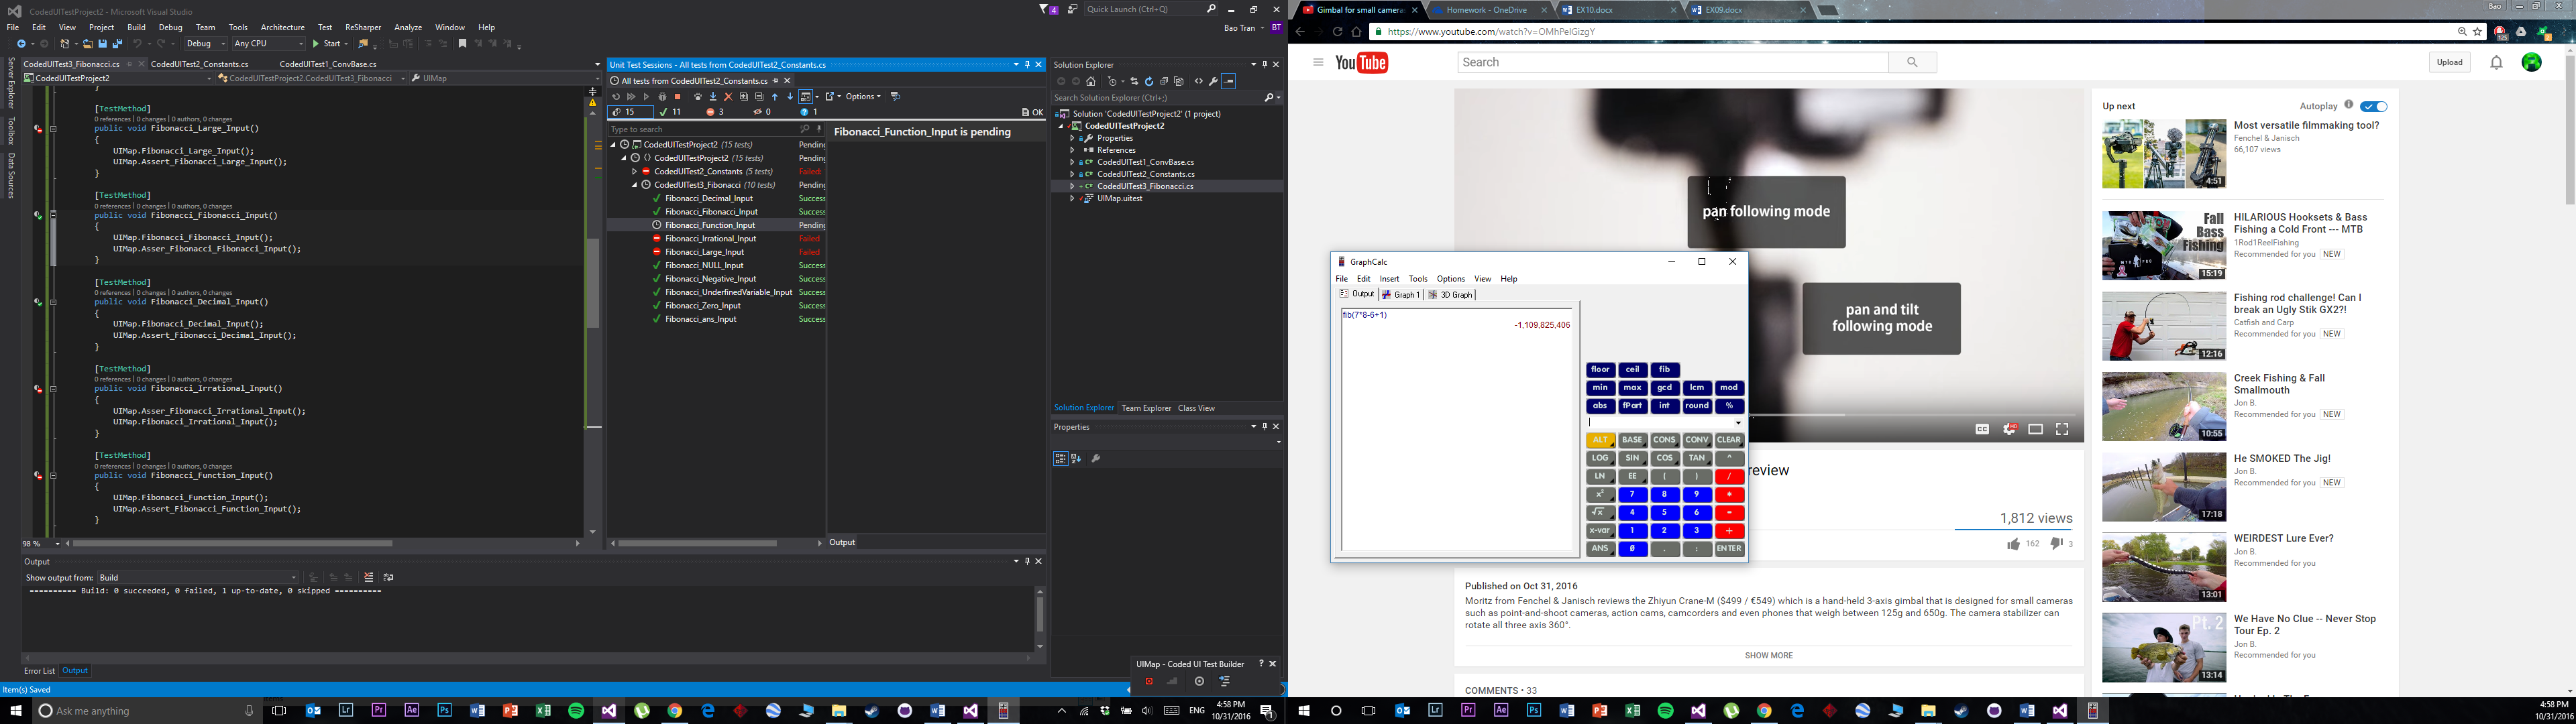 CodedUITestProject2 - Microsoft Visual Studio
4
Quick Launch (Ctrl+Q)
File Edit View Project Build Debug Team Tools Architecture Test ReSharper Analyze Window Help
Bao Tran BT
Debug Any CPU Start
Server Explorer
Toolbox
Data Sources
CodedUITest3_Fibonacci.cs CodedUITest2_Constants.cs CodedUITest1_ConvBase.cs
CodedUITestProject2 CodedUITestProject2.CodedUITest3_Fibonacci UIMap
}
[TestMethod]
0 references | 0 changes | 0 authors, 0 changes
public void Fibonacci_Large_Input()
{
UIMap.Fibonacci_Large_Input();
UIMap.Assert_Fibonacci_Large_Input();
}
[TestMethod]
0 references | 0 changes | 0 authors, 0 changes
public void Fibonacci_Fibonacci_Input()
{
UIMap.Fibonacci_Fibonacci_Input();
UIMap.Asser_Fibonacci_Fibonacci_Input();
}
[TestMethod]
0 references | 0 changes | 0 authors, 0 changes
public void Fibonacci_Decimal_Input()
{
UIMap.Fibonacci_Decimal_Input();
UIMap.Assert_Fibonacci_Decimal_Input();
}
[TestMethod]
0 references | 0 changes | 0 authors, 0 changes
public void Fibonacci_Irrational_Input()
{
UIMap.Asser_Fibonacci_Irrational_Input();
UIMap.Fibonacci_Irrational_Input();
}
[TestMethod]
0 references | 0 changes | 0 authors, 0 changes
public void Fibonacci_Function_Input()
{
UIMap.Fibonacci_Function_Input();
UIMap.Assert_Fibonacci_Function_Input();
}
98 %
Unit Test Sessions - All tests from CodedUITest2_Constants.cs
All tests from CodedUITest2_Constants.cs
Options
15 11 3 0 1 OK
Type to search
CodedUITestProject2 (15 tests) Pending
CodedUITestProject2 (15 tests) Pending
CodedUITest2_Constants (5 tests) Failed:
CodedUITest3_Fibonacci (10 tests) Pending
Fibonacci_Decimal_Input Success
Fibonacci_Fibonacci_Input Success
Fibonacci_Function_Input Pending
Fibonacci_Irrational_Input Failed
Fibonacci_Large_Input Failed
Fibonacci_NULL_Input Success
Fibonacci_Negative_Input Success
Fibonacci_UnderfinedVariable_Input Success
Fibonacci_Zero_Input Success
Fibonacci_ans_Input Success
Fibonacci_Function_Input is pending
Output
Solution Explorer
Search Solution Explorer (Ctrl+;)
Solution 'CodedUITestProject2' (1 project)
CodedUITestProject2
Properties
References
CodedUITest1_ConvBase.cs
CodedUITest2_Constants.cs
CodedUITest3_Fibonacci.cs
UIMap.uitest
Solution Explorer Team Explorer Class View
Properties
Output
Show output from: Build
========== Build: 0 succeeded, 0 failed, 1 up-to-date, 0 skipped ==========
Error List Output
UIMap - Coded UI Test Builder ? ×
Item(s) Saved
Ask me anything
ENG
4:58 PM
10/31/2016
Gimbal for small camera Homework - OneDrive EX10.docx EX09.docx
Bao
https://www.youtube.com/watch?v=OMhPelGizgY
YouTube
Search
Upload
pan following mode
pan and tilt
following mode
CC
HD
GraphCalc
File Edit Insert Tools Options View Help
Output Graph 1 3D Graph
fib(7*8-6+1)
-1,109,825,406
floor ceil fib
min max gcd lcm mod
abs fPart int round %
ALT BASE CONS CONV CLEAR
LOG SIN COS TAN ^
LN EE ( ) /
x² 7 8 9 *
√x 4 5 6 -
x-var 1 2 3 +
ANS 0 . : ENTER
review
1,812 views
162 3
Published on Oct 31, 2016
Moritz from Fenchel & Janisch reviews the Zhiyun Crane-M ($499 / €549) which is a hand-held 3-axis gimbal that is designed for small cameras
such as point-and-shoot cameras, action cams, camcorders and even phones that weigh between 125g and 650g. The camera stabilizer can
rotate all three axis 360°.
SHOW MORE
COMMENTS • 33
Up next Autoplay
Most versatile filmmaking tool?
Fenchel & Janisch
66,107 views
4:51
HILARIOUS Hooksets & Bass
Fishing a Cold Front --- MTB
1Rod1ReelFishing
Recommended for you NEW
Fall
Bass
Fishing
15:19
Fishing rod challenge! Can I
break an Ugly Stik GX2?!
Catfish and Carp
Recommended for you NEW
12:16
Creek Fishing & Fall
Smallmouth
Jon B.
Recommended for you NEW
10:55
He SMOKED The Jig!
Jon B.
Recommended for you NEW
17:18
WEIRDEST Lure Ever?
Jon B.
Recommended for you
13:01
We Have No Clue -- Never Stop
Tour Ep. 2
Jon B.
Recommended for you
Pt. 2
13:14
4:58 PM
10/31/2016